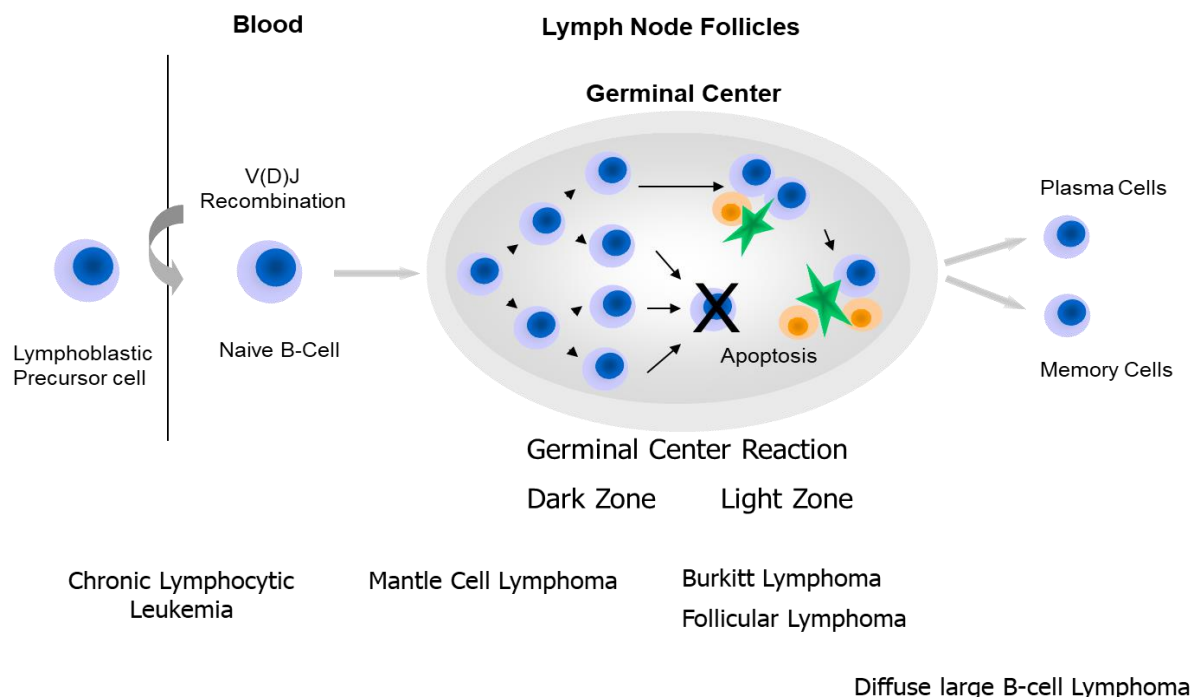 Blood
Lymph Node Follicles
Germinal Center
V(D)J
Recombination
Plasma Cells
Lymphoblastic
Precursor cell
Naive B-Cell
X
Apoptosis
Memory Cells
Germinal Center Reaction
Dark Zone
Light Zone
Chronic Lymphocytic
Leukemia
Mantle Cell Lymphoma
Burkitt Lymphoma
Follicular Lymphoma
Diffuse large B-cell Lymphoma